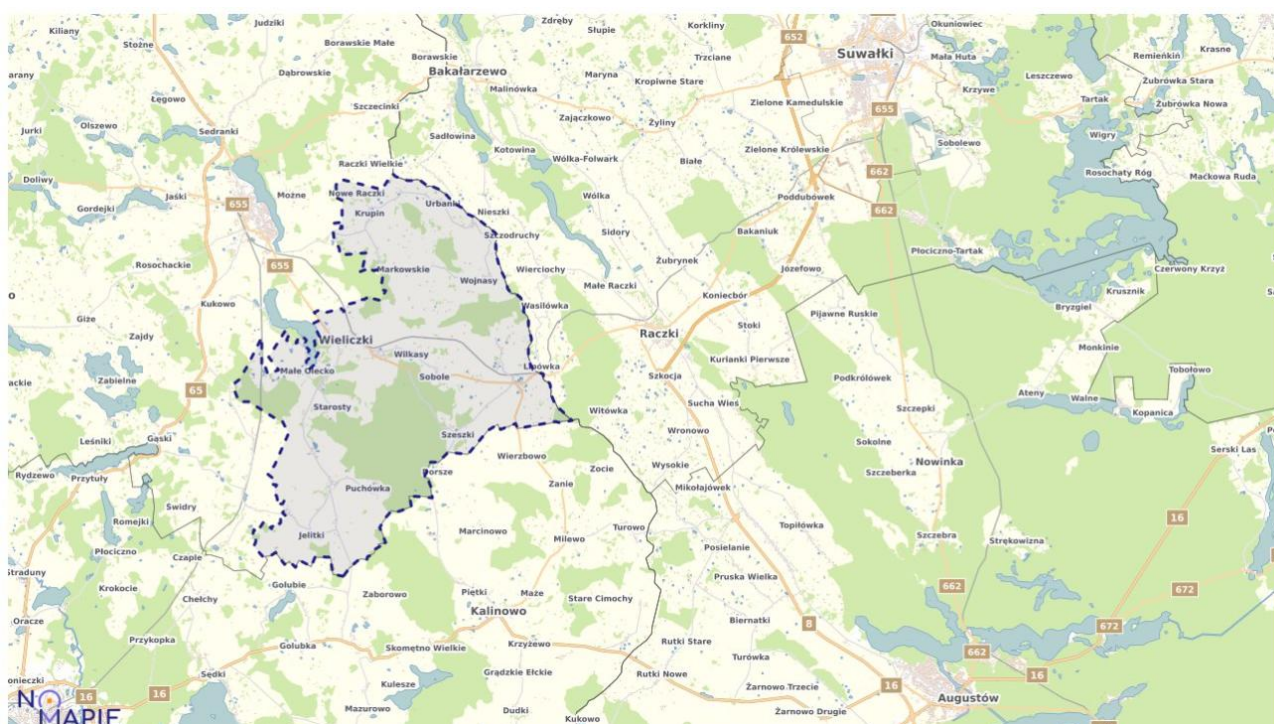 Kiliany
Judziki
Zdręby
Słupie
Korkliny
Okuniowiec
Stożne
Borawskie Małe
Borawskie
Trzciane
652
Suwałki
Mała Huta
Remieńkiń
Krasne
Dąbrowskie
Bakałarzewo
Maryna
Kropiwne Stare
Leszczewo
Żubrówka Stara
Łęgowo
Szczecinki
Malinówka
Zielone Kamedulskie
655
Krzywe
Tartak
Żubrówka Nowa
Jurki
Olszewo
Sedranki
Sadłowina
Zajączkowo
Żyliny
Wigry
Kotowina
Zielone Królewskie
Sobolewo
Raczki Wielkie
Wólka-Folwark
Białe
662
Rosochaty Róg
Maćkowa Ruda
Doliwy
Jaśki
Możne
Nowe Raczki
Wólka
Poddubówek
Gordejki
655
Krupin
Urbanki
Nieszki
662
Sidory
Bakaniuk
Szczodruchy
Płociczno-Tartak
Rosochackie
655
Markowskie
Wojnasy
Wierciochy
Żubrynek
Józefowo
Czerwony Krzyż
Małe Raczki
Koniecbór
Krusznik
Kukowo
Wasilówka
Bryzgiel
Giże
Zajdy
Raczki
Stoki
Pijawne Ruskie
Wieliczki
Wilkasy
Kurianki Pierwsze
Monkinie
Małe Olecko
Sobole
Lipówka
Szkocja
Podkrólówek
Tobołowo
Zabielne
65
Ateny
Walne
Starosty
Witówka
Sucha Wieś
Szczepki
Kopanica
Leśniki
Gąski
Szeszki
Wronowo
Sokolne
Serski Las
Rydzewo
Przytuły
Wierzbowo
Zocie
Wysokie
Szczeberka
Nowinka
Puchówka
Zanie
Mikołajówek
Swidry
Romejki
Marcinowo
Turowo
Topiłówka
16
Jelitki
Milewo
Szczebra
Strękowizna
Płociczno
Czaple
Posielanie
Krokocie
Golubie
Pruska Wielka
662
672
Chełchy
Zaborowo
Piętki
Maże
Stare Cimochy
Oracze
Kalinowo
Biernatki
8
672
Przykopka
Golubka
Skomętno Wielkie
Krzyżewo
Rutki Stare
662
Sędki
Grądzkie Ełckie
Rutki Nowe
Turówka
16
16
16
Kulesze
Żarnowo Trzecie
16
Augustów
Mazurowo
Dudki
Kukowo
Żarnowo Drugie
NO
MAPIE